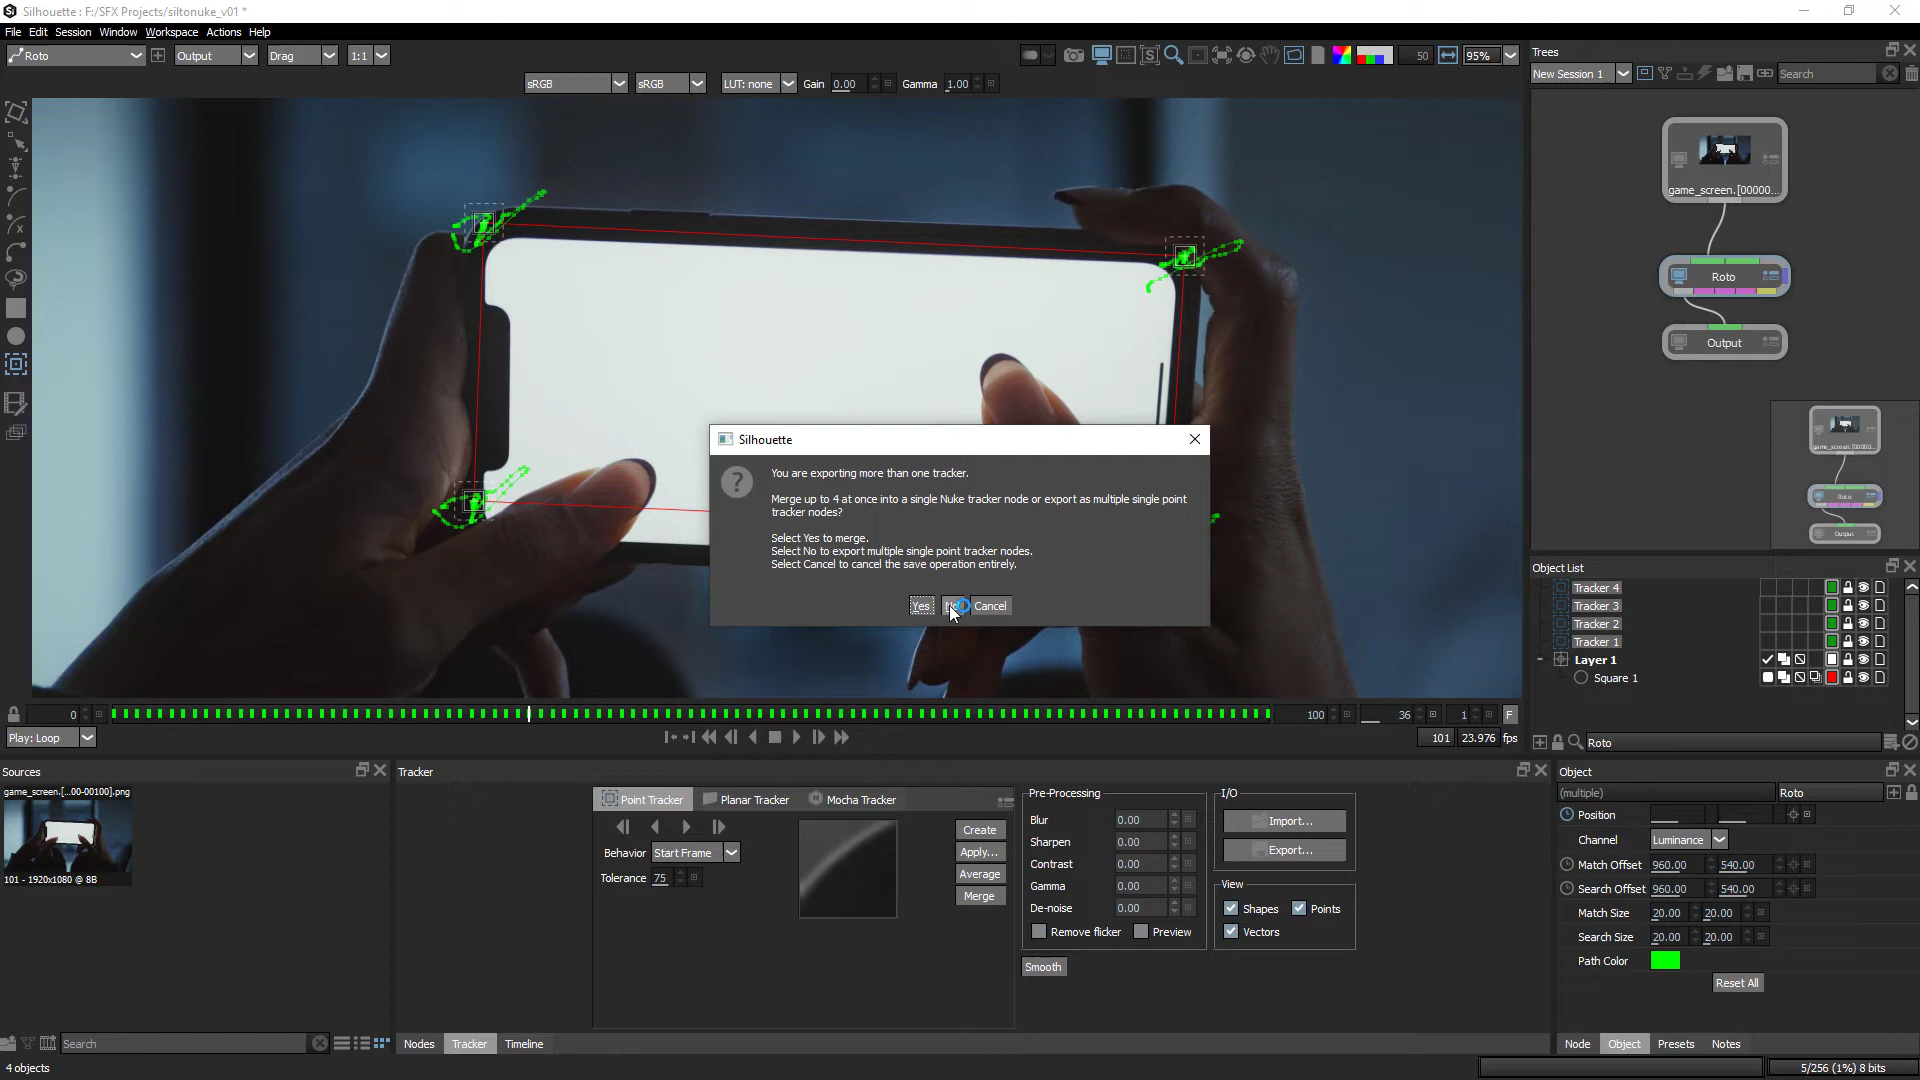 Silhouette : F:/SFX Projects/siltonuke_v01 *
File Edit Session Window Workspace Actions Help
Roto Output Drag 1:1 50 95%
sRGB sRGB LUT: none Gain 0.00 Gamma 1.00
Trees
New Session 1 Search
game_screen.[00000...
Roto
Output
Roto
Output
Silhouette
You are exporting more than one tracker.
Merge up to 4 at once into a single Nuke tracker node or export as multiple single point
tracker nodes?
Select Yes to merge.
Select No to export multiple single point tracker nodes.
Select Cancel to cancel the save operation entirely.
Yes Cancel
Object List
Tracker 4
Tracker 3
Tracker 2
Tracker 1
Layer 1
Square 1
Roto
0 100 36 1 F
Play: Loop 101 23.976 fps
Sources
game_screen.[...00-00100].png
101 - 1920x1080 @ 8B
Search
Tracker
Point Tracker Planar Tracker Mocha Tracker
Behavior Start Frame
Tolerance 75
Create
Apply...
Average
Merge
Pre-Processing
Blur 0.00
Sharpen 0.00
Contrast 0.00
Gamma 0.00
De-noise 0.00
Remove flicker Preview
Smooth
I/O
Import...
Export...
View
Shapes Points
Vectors
Nodes Tracker Timeline
Object
(multiple) Roto
Position
Channel Luminance
Match Offset 960.00 540.00
Search Offset 960.00 540.00
Match Size 20.00 20.00
Search Size 20.00 20.00
Path Color
Reset All
Node Object Presets Notes
4 objects
5/256 (1%) 8 bits